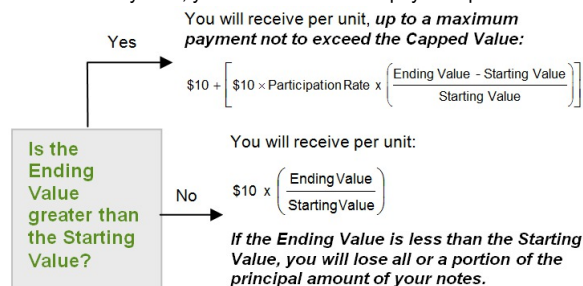 You will receive per unit, up to a maximum
payment not to exceed the Capped Value:
Yes
$10 + [$10 × Participation Rate x (Ending Value - Starting Value / Starting Value)]
Is the
Ending
Value
greater than
the Starting
Value?
No
You will receive per unit:
$10 x (Ending Value / Starting Value)
If the Ending Value is less than the Starting
Value, you will lose all or a portion of the
principal amount of your notes.